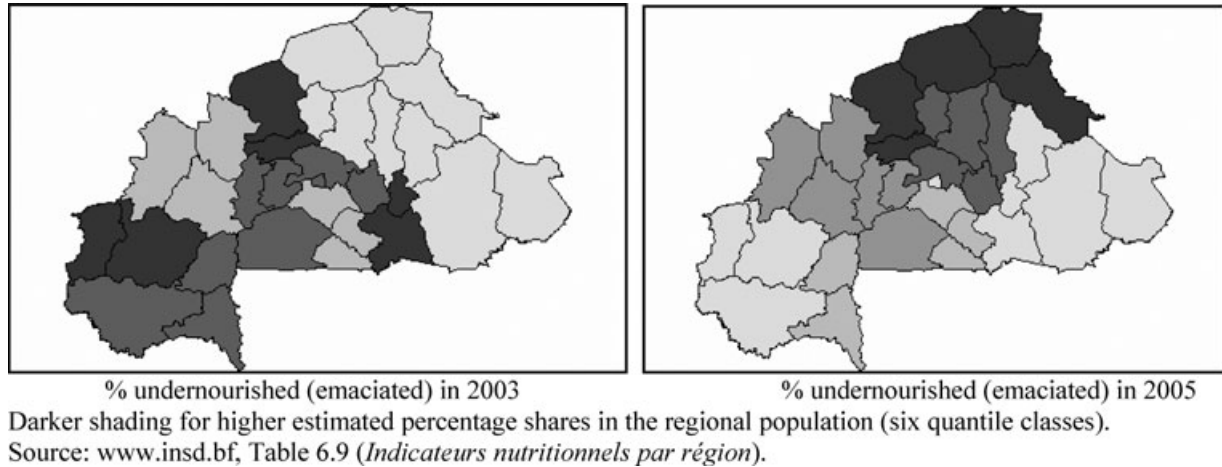 % undernourished (emaciated) in 2003
% undernourished (emaciated) in 2005
Darker shading for higher estimated percentage shares in the regional population (six quantile classes).
Source: www.insd.bf, Table 6.9 (Indicateurs nutritionnels par région).